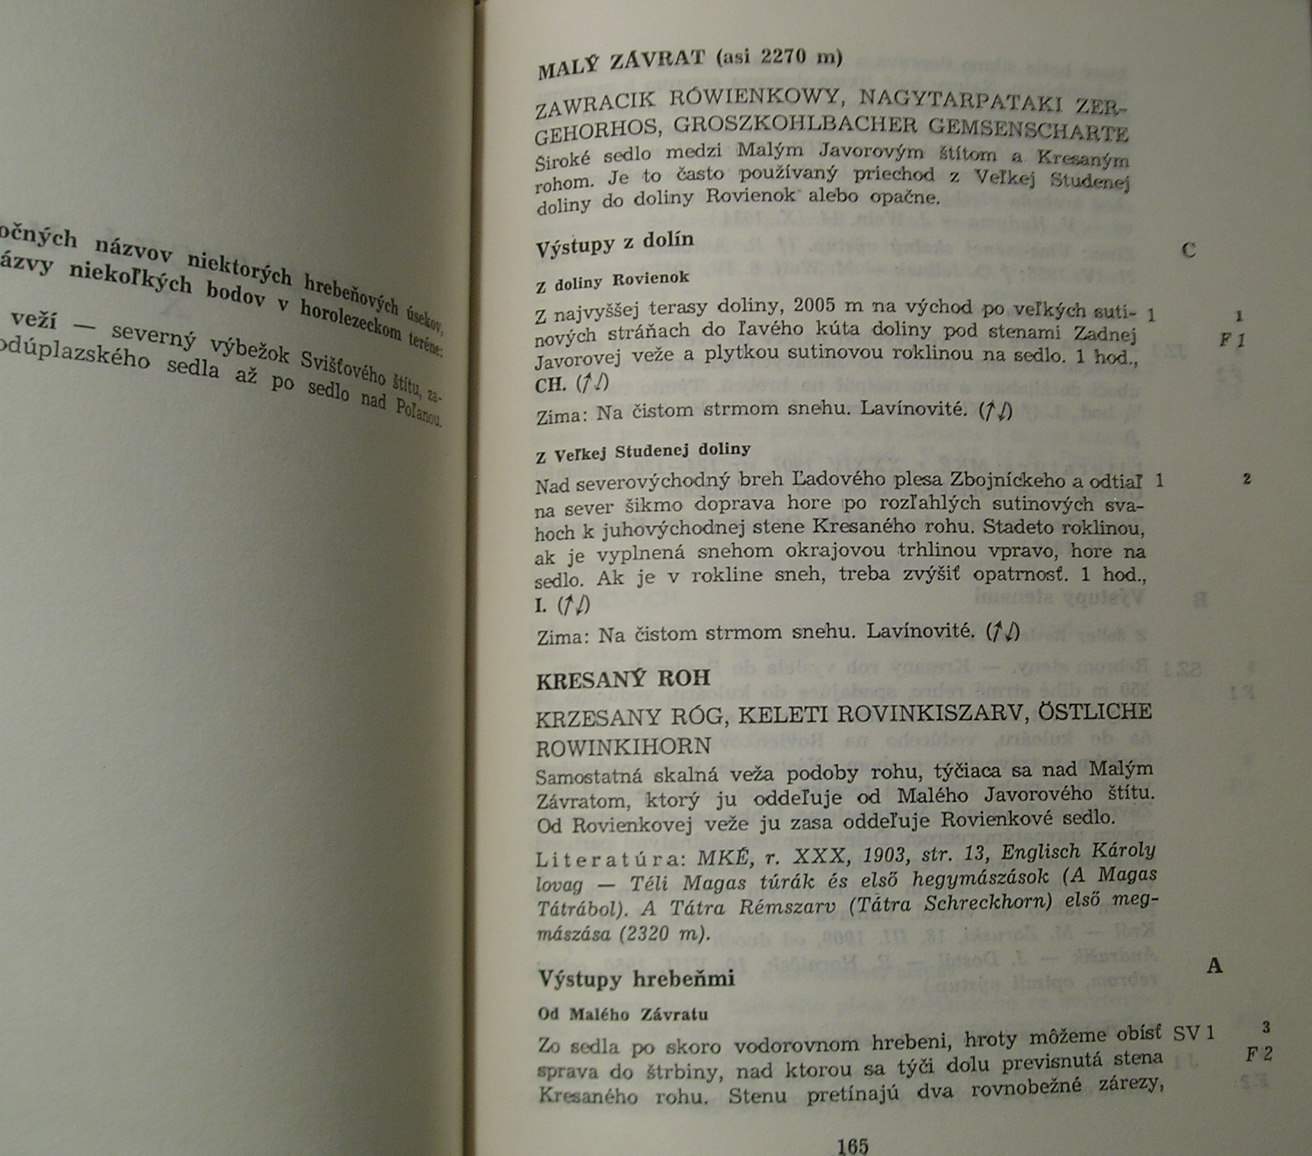 očných názvov niektorých hrebeňových úsekov,
ázvy niekoľkých bodov v horolezeckom teréne:
veží — severný výbežok Svišťového štítu, za-
odúplazského sedla až po sedlo nad Poľanou.
MALÝ ZÁVRAT (asi 2270 m)
ZAWRACIK RÓWIENKOWY, NAGYTARPATAKI ZER-
GEHORHOS, GROSZKOHLBACHER GEMSENSCHARTE
Široké sedlo medzi Malým Javorovým štítom a Kresaným
rohom. Je to často používaný priechod z Veľkej Studenej
doliny do doliny Rovienok alebo opačne.
Výstupy z dolín C
Z doliny Rovienok
Z najvyššej terasy doliny, 2005 m na východ po veľkých suti- 1 1
nových stráňach do ľavého kúta doliny pod stenami Zadnej F 1
Javorovej veže a plytkou sutinovou roklinou na sedlo. 1 hod.,
CH. (↑↓)
Zima: Na čistom strmom snehu. Lavínovité. (↑↓)
Z Veľkej Studenej doliny
Nad severovýchodný breh Ľadového plesa Zbojníckeho a odtiaľ 1 2
na sever šikmo doprava hore po rozľahlých sutinových sva-
hoch k juhovýchodnej stene Kresaného rohu. Stadeto roklinou,
ak je vyplnená snehom okrajovou trhlinou vpravo, hore na
sedlo. Ak je v rokline sneh, treba zvýšiť opatrnosť. 1 hod.,
I. (↑↓)
Zima: Na čistom strmom snehu. Lavínovité. (↑↓)
KRESANÝ ROH
KRZESANY RÓG, KELETI ROVINKISZARV, ÖSTLICHE
ROWINKIHORN
Samostatná skalná veža podoby rohu, týčiaca sa nad Malým
Závratom, ktorý ju oddeľuje od Malého Javorového štítu.
Od Rovienkovej veže ju zasa oddeľuje Rovienkové sedlo.
Literatúra: MKÉ, r. XXX, 1903, str. 13, Englisch Károly
lovag — Téli Magas túrák és első hegymászások (A Magas
Tátrábol). A Tátra Rémszarv (Tátra Schreckhorn) első meg-
mászása (2320 m).
Výstupy hrebeňmi A
Od Malého Závratu
Zo sedla po skoro vodorovnom hrebeni, hroty môžeme obísť SV 1 3
sprava do štrbiny, nad ktorou sa týči dolu previsnutá stena F 2
Kresaného rohu. Stenu pretínajú dva rovnobežné zárezy,
165